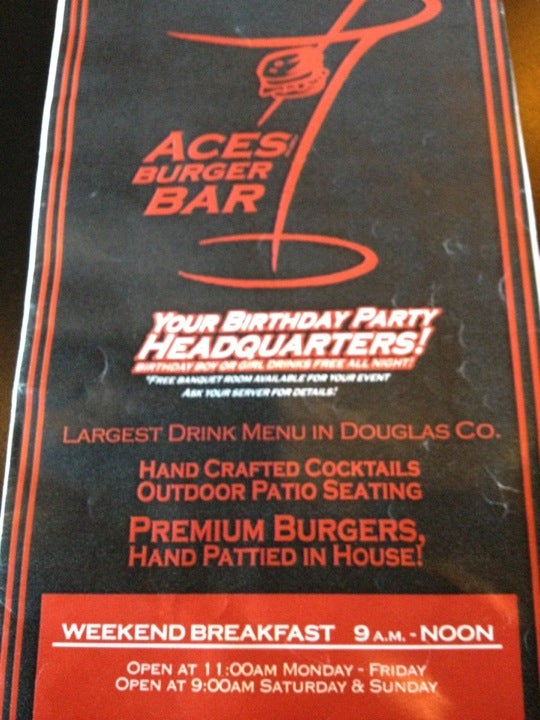 ACES
BURGER
BAR
YOUR BIRTHDAY PARTY
HEADQUARTERS!
BIRTHDAY BOY OR GIRL DRINKS FREE ALL NIGHT!
*FREE BANQUET ROOM AVAILABLE FOR YOUR EVENT
ASK YOUR SERVER FOR DETAILS!
LARGEST DRINK MENU IN DOUGLAS CO.
HAND CRAFTED COCKTAILS
OUTDOOR PATIO SEATING
PREMIUM BURGERS,
HAND PATTIED IN HOUSE!
WEEKEND BREAKFAST 9 A.M. - NOON
OPEN AT 11:00AM MONDAY - FRIDAY
OPEN AT 9:00AM SATURDAY & SUNDAY